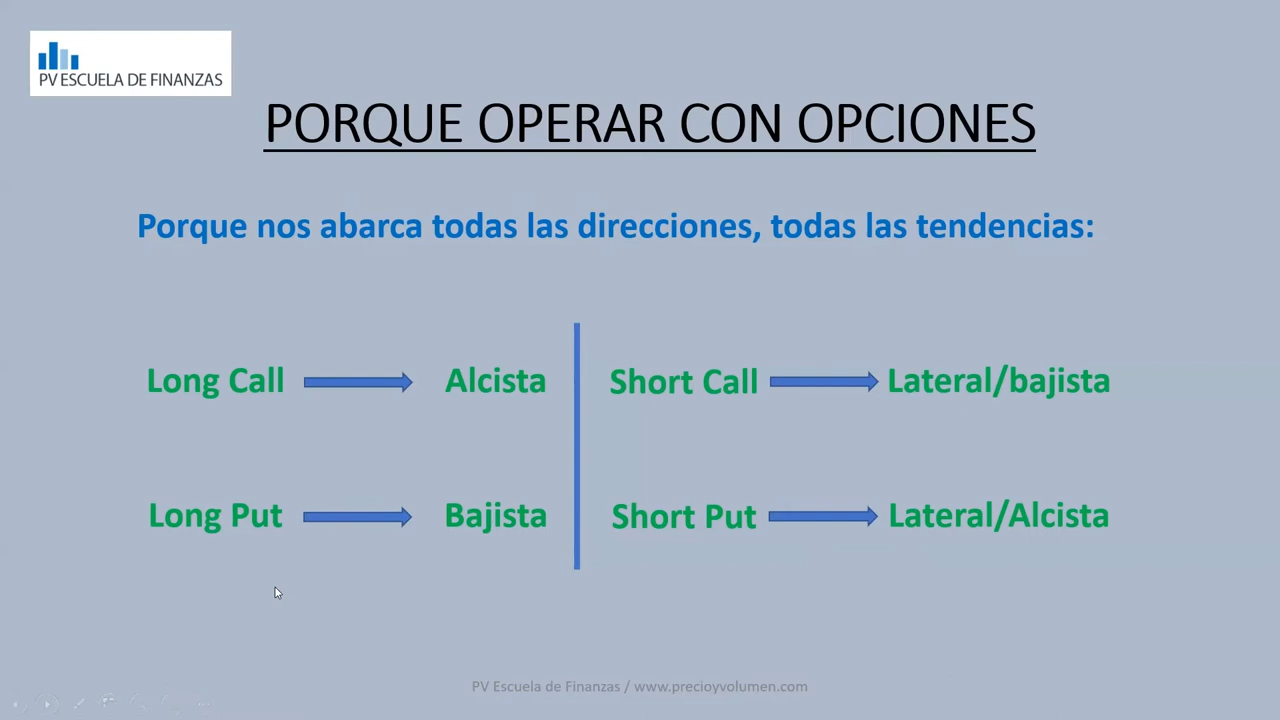 PV ESCUELA DE FINANZAS
PORQUE OPERAR CON OPCIONES
Porque nos abarca todas las direcciones, todas las tendencias:
Long Call Alcista Short Call Lateral/bajista
Long Put Bajista Short Put Lateral/Alcista
PV Escuela de Finanzas / www.precioyvolumen.com